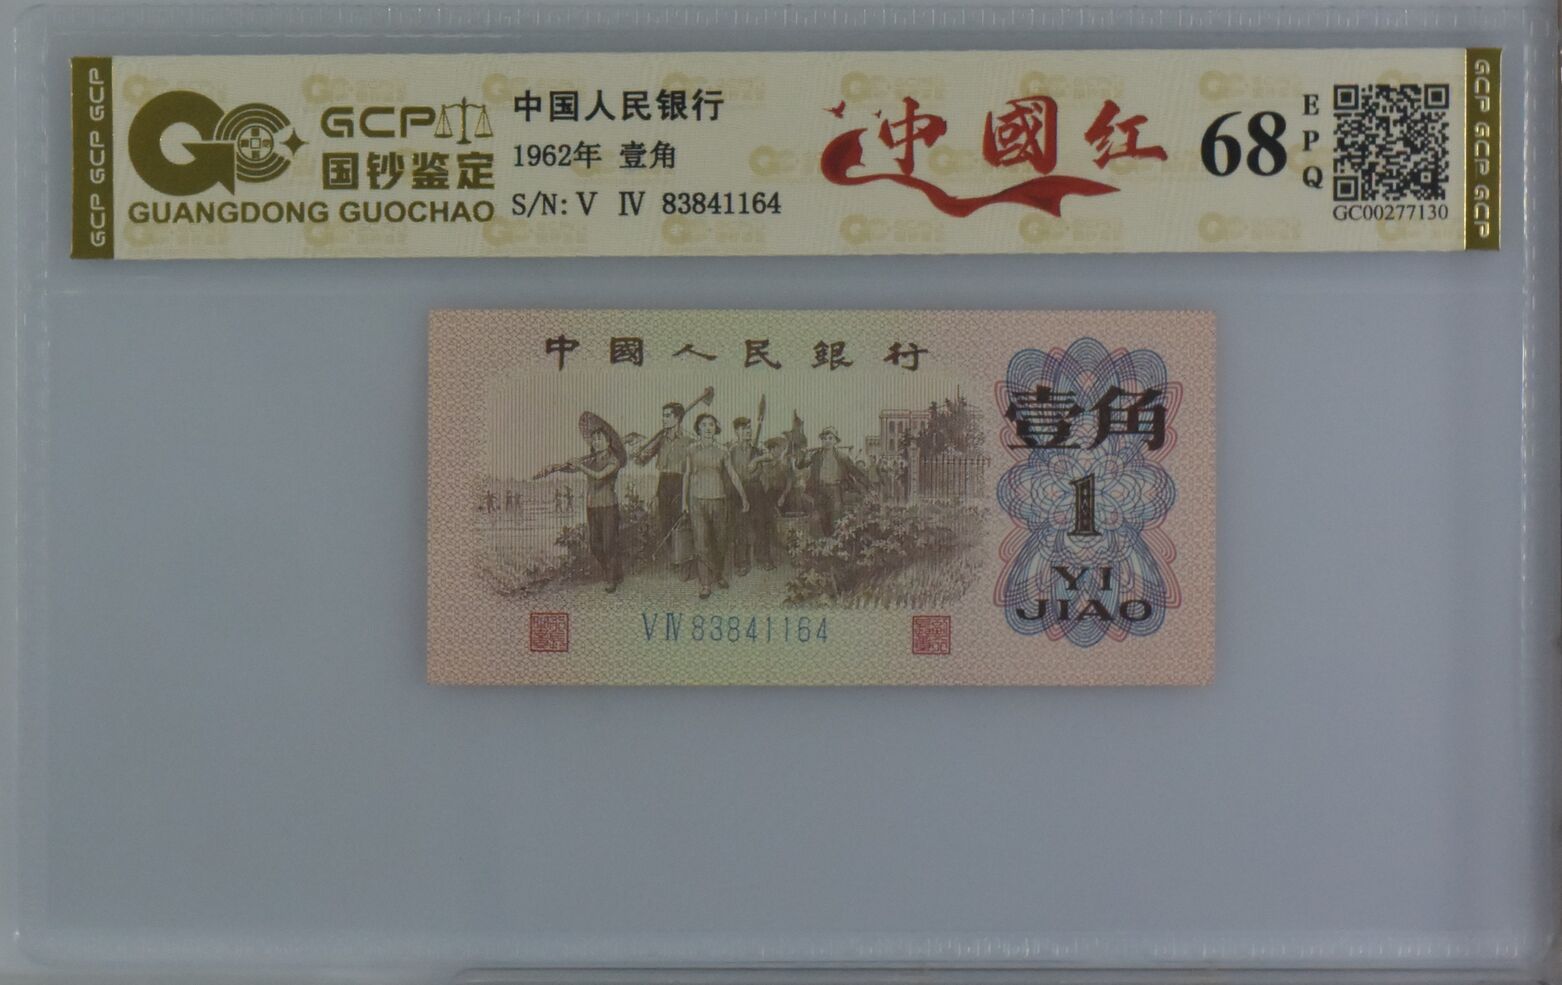 GCP GCP GCP
GCP
国钞鉴定
GUANGDONG GUOCHAO
中国人民银行
1962年 壹角
S/N: V Ⅳ 83841164
中國红
68
EPQ
GC00277130
GCP GCP GCP
中國人民銀行
壹角
1
YI
JIAO
V Ⅳ 83841164